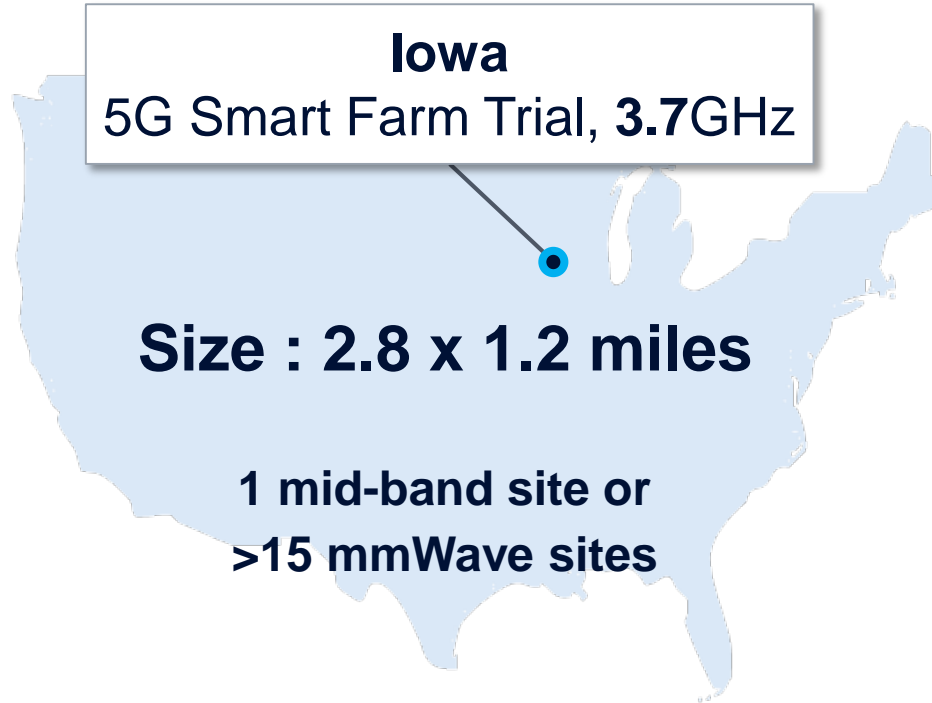 Iowa
5G Smart Farm Trial, 3.7GHz
Size : 2.8 x 1.2 miles
1 mid-band site or
>15 mmWave sites